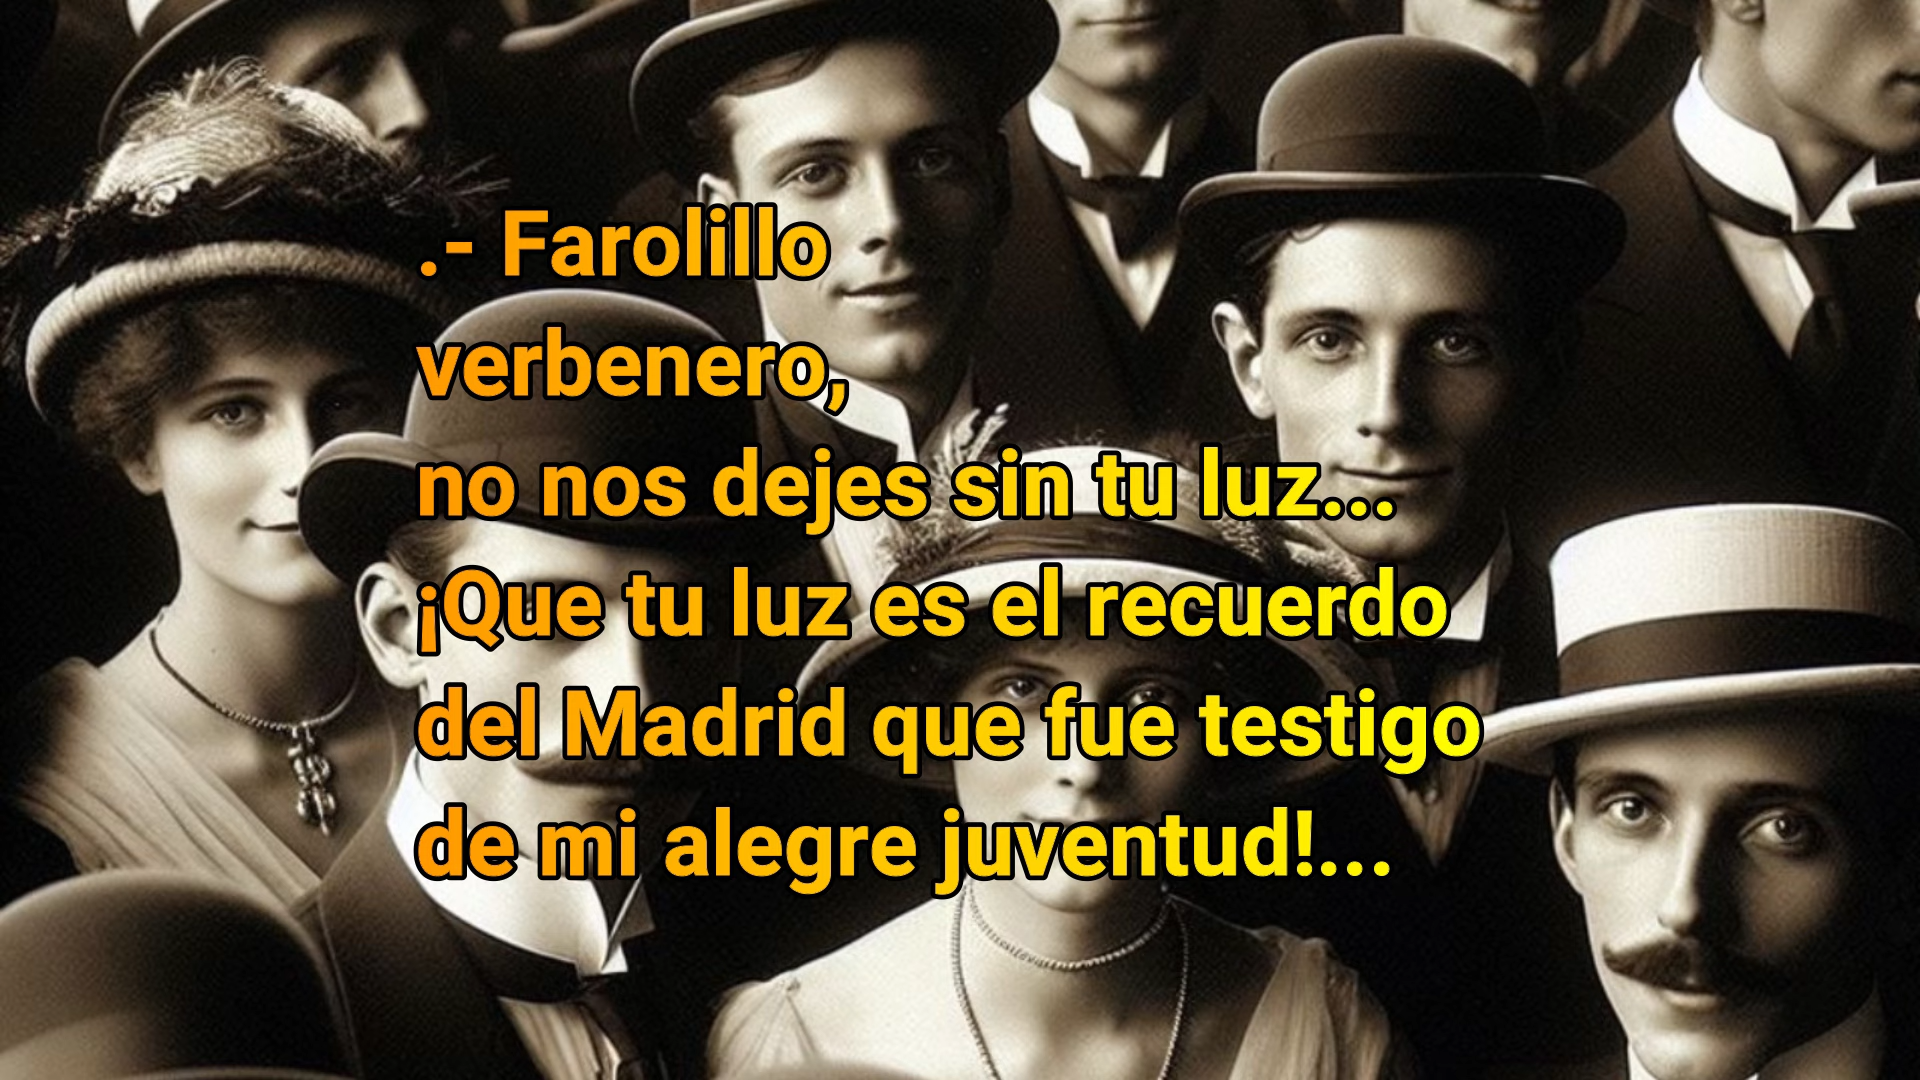 .- Farolillo
verbenero,
no nos dejes sin tu luz...
¡Que tu luz es el recuerdo
del Madrid que fue testigo
de mi alegre juventud!...